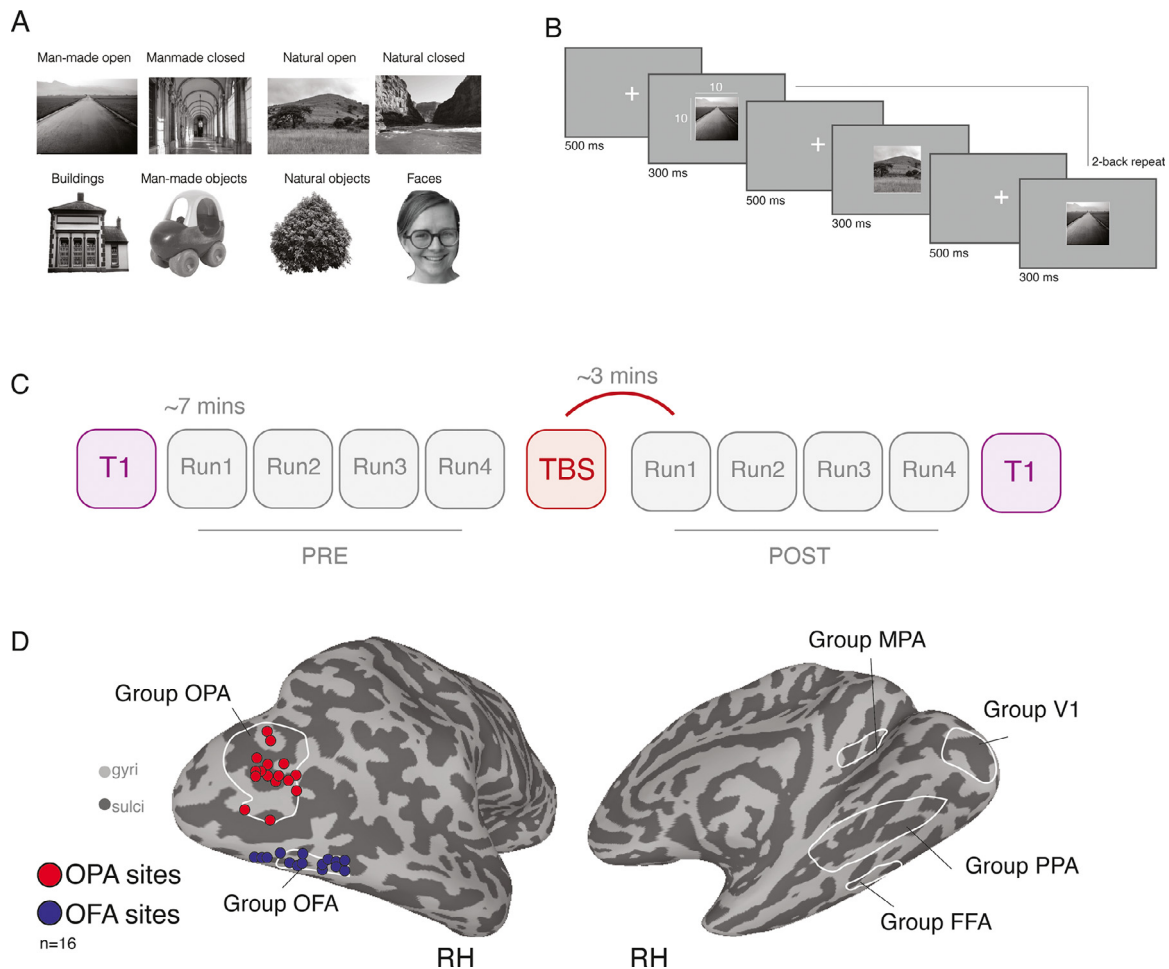 A
Man-made open
Manmade closed
Natural open
Natural closed
Buildings
Man-made objects
Natural objects
Faces
B
500 ms
10
10
300 ms
500 ms
300 ms
500 ms
300 ms
2-back repeat
C
~7 mins
~3 mins
T1
Run1
Run2
Run3
Run4
TBS
Run1
Run2
Run3
Run4
T1
PRE
POST
D
Group OPA
gyri
sulci
Group OFA
OPA sites
OFA sites
n=16
RH
Group MPA
Group V1
Group PPA
Group FFA
RH